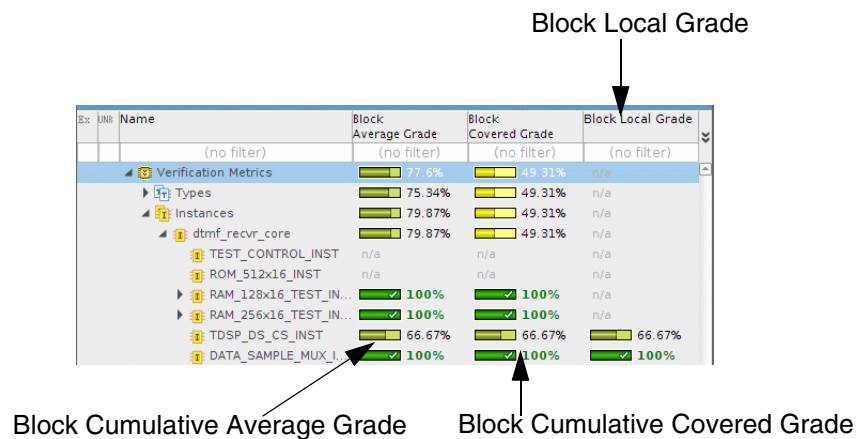 Block Local Grade
Ex UNR Name Block Average Grade Block Covered Grade Block Local Grade
(no filter) (no filter) (no filter) (no filter)
Verification Metrics 77.6% 49.31% n/a
Types 75.34% 49.31% n/a
Instances 79.87% 49.31% n/a
dtmf_recvr_core 79.87% 49.31% n/a
TEST_CONTROL_INST n/a n/a n/a
ROM_512x16_INST n/a n/a n/a
RAM_128x16_TEST_IN... 100% 100% n/a
RAM_256x16_TEST_IN... 100% 100% n/a
TDSP_DS_CS_INST 66.67% 66.67% 66.67%
DATA_SAMPLE_MUX_I... 100% 100% 100%
Block Cumulative Average Grade Block Cumulative Covered Grade